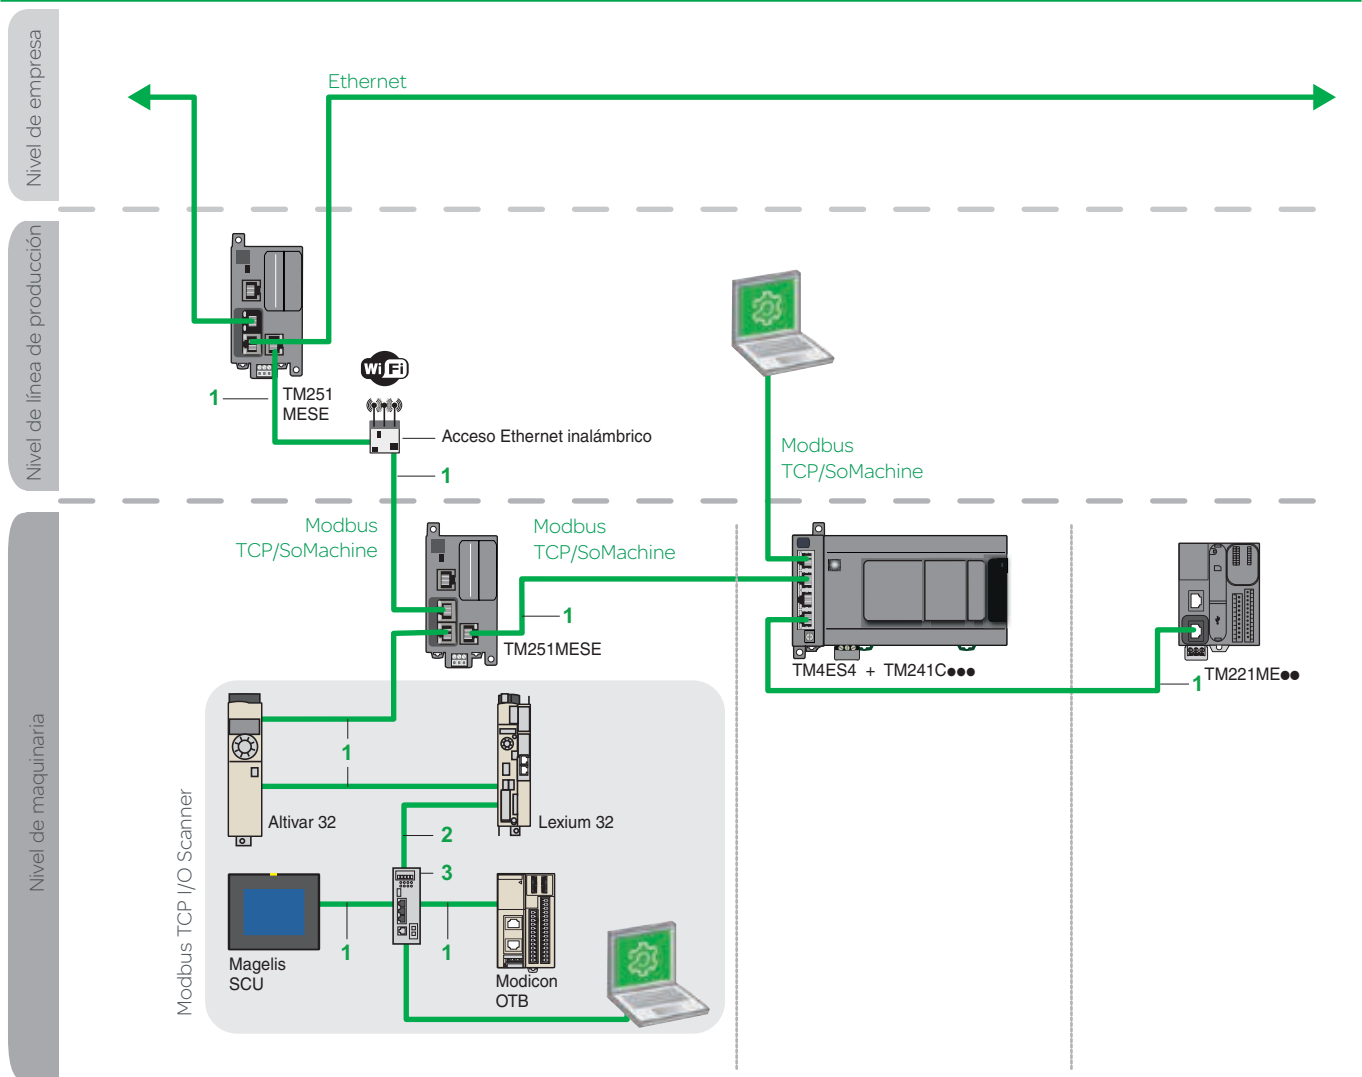 Nivel de empresa
Ethernet
Nivel de línea de producción
1
TM251
MESE
Wi Fi
Acceso Ethernet inalámbrico
1
Modbus
TCP/SoMachine
Nivel de maquinaria
Modbus
TCP/SoMachine
Modbus
TCP/SoMachine
1
TM251MESE
TM4ES4 + TM241C●●●
1
TM221ME●●
Modbus TCP I/O Scanner
1
Altivar 32
Lexium 32
2
3
1
1
Magelis
SCU
Modicon
OTB